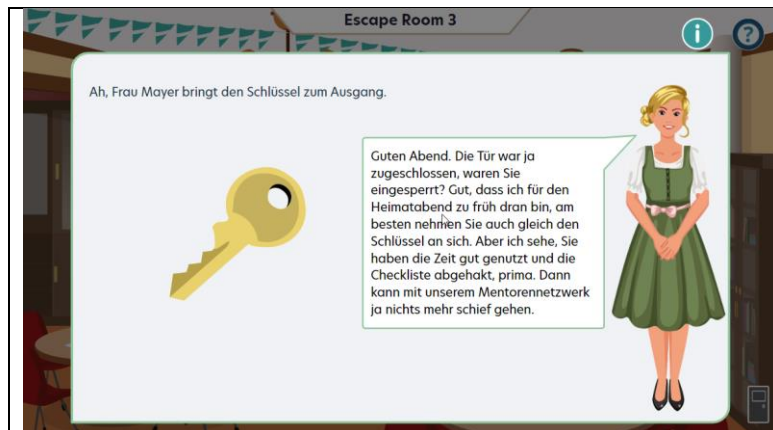 Escape Room 3
i
?
Ah, Frau Mayer bringt den Schlüssel zum Ausgang.
Guten Abend. Die Tür war ja
zugeschlossen, waren Sie
eingesperrt? Gut, dass ich für den
Heimatabend zu früh dran bin, am
besten nehmen Sie auch gleich den
Schlüssel an sich. Aber ich sehe, Sie
haben die Zeit gut genutzt und die
Checkliste abgehakt, prima. Dann
kann mit unserem Mentorennetzwerk
ja nichts mehr schief gehen.